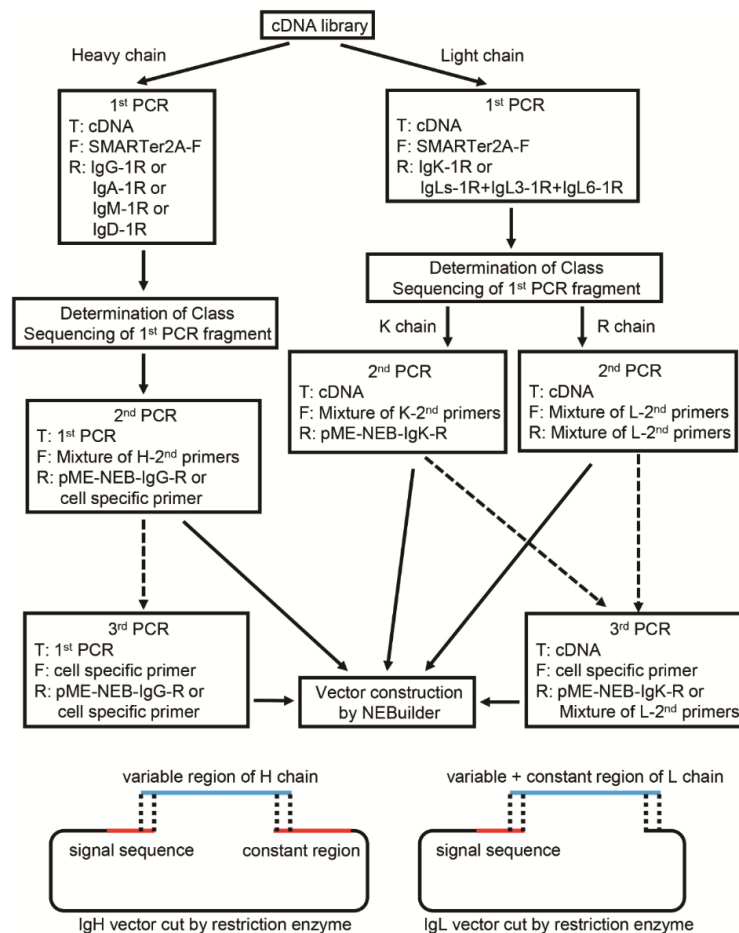 cDNA library
Heavy chain
Light chain
1st PCR
T: cDNA
F: SMARTer2A-F
R: IgG-1R or
IgA-1R or
IgM-1R or
IgD-1R
1st PCR
T: cDNA
F: SMARTer2A-F
R: IgK-1R or
IgLs-1R+IgL3-1R+IgL6-1R
Determination of Class
Sequencing of 1st PCR fragment
Determination of Class
Sequencing of 1st PCR fragment
K chain
R chain
2nd PCR
T: 1st PCR
F: Mixture of H-2nd primers
R: pME-NEB-IgG-R or
cell specific primer
2nd PCR
T: cDNA
F: Mixture of K-2nd primers
R: pME-NEB-IgK-R
2nd PCR
T: cDNA
F: Mixture of L-2nd primers
R: Mixture of L-2nd primers
3rd PCR
T: 1st PCR
F: cell specific primer
R: pME-NEB-IgG-R or
cell specific primer
Vector construction
by NEBuilder
3rd PCR
T: cDNA
F: cell specific primer
R: pME-NEB-IgK-R or
Mixture of L-2nd primers
variable region of H chain
signal sequence
constant region
IgH vector cut by restriction enzyme
variable + constant region of L chain
signal sequence
IgL vector cut by restriction enzyme